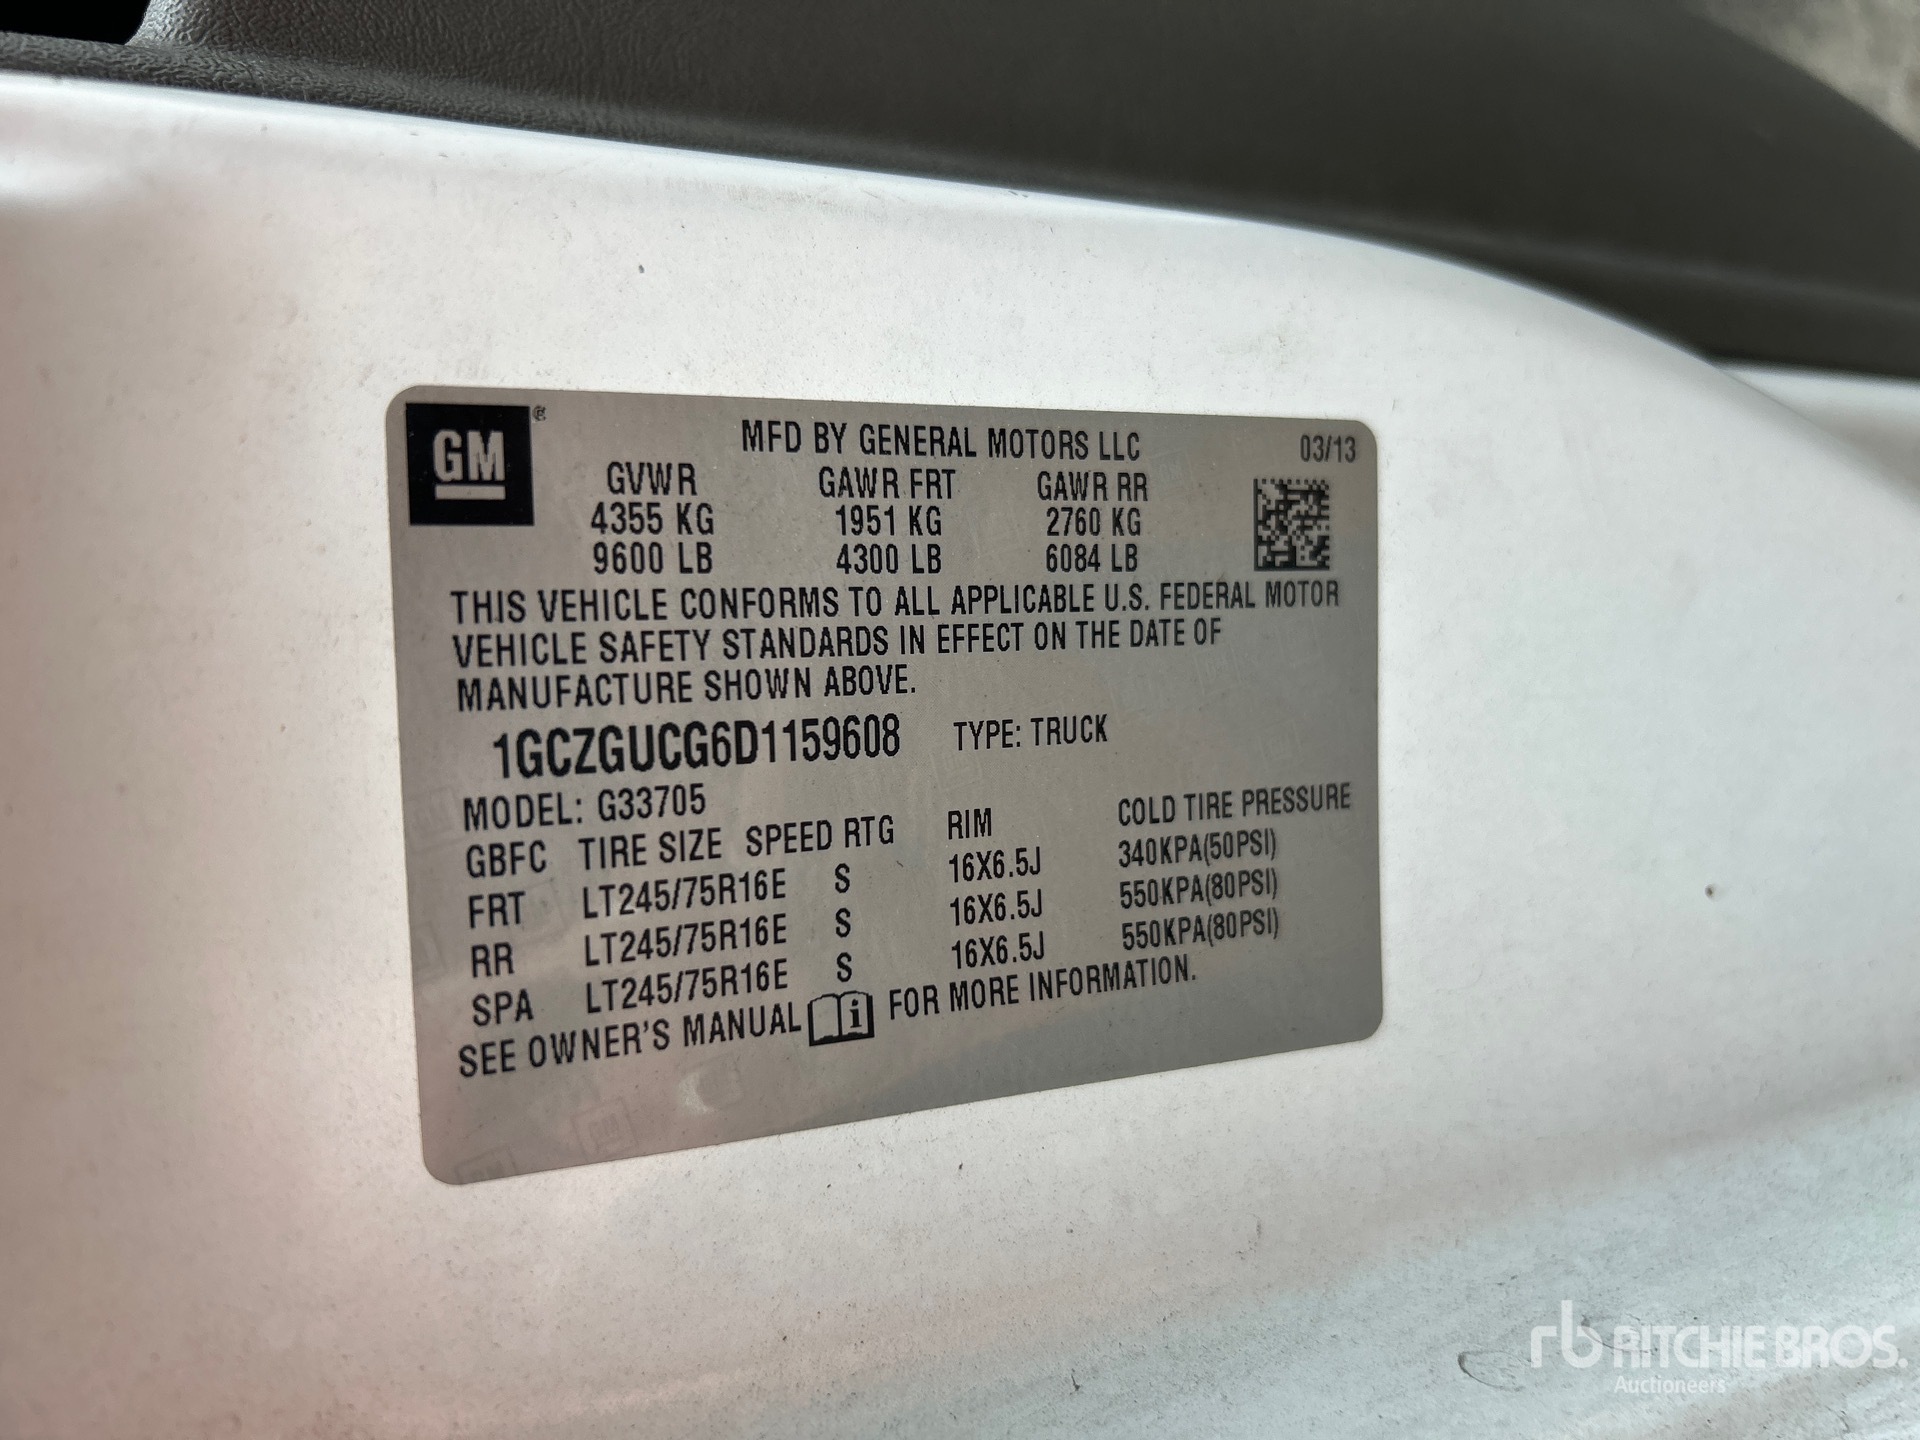 GM®
MFD BY GENERAL MOTORS LLC 03/13
GVWR GAWR FRT GAWR RR
4355 KG 1951 KG 2760 KG
9600 LB 4300 LB 6084 LB
THIS VEHICLE CONFORMS TO ALL APPLICABLE U.S. FEDERAL MOTOR
VEHICLE SAFETY STANDARDS IN EFFECT ON THE DATE OF
MANUFACTURE SHOWN ABOVE.
1GCZGUCG6D1159608 TYPE: TRUCK
MODEL: G33705
GBFC TIRE SIZE SPEED RTG RIM COLD TIRE PRESSURE
FRT LT245/75R16E S 16X6.5J 340KPA(50PSI)
RR LT245/75R16E S 16X6.5J 550KPA(80PSI)
SPA LT245/75R16E S 16X6.5J 550KPA(80PSI)
SEE OWNER'S MANUAL i FOR MORE INFORMATION.
rb RITCHIE BROS.
Auctioneers